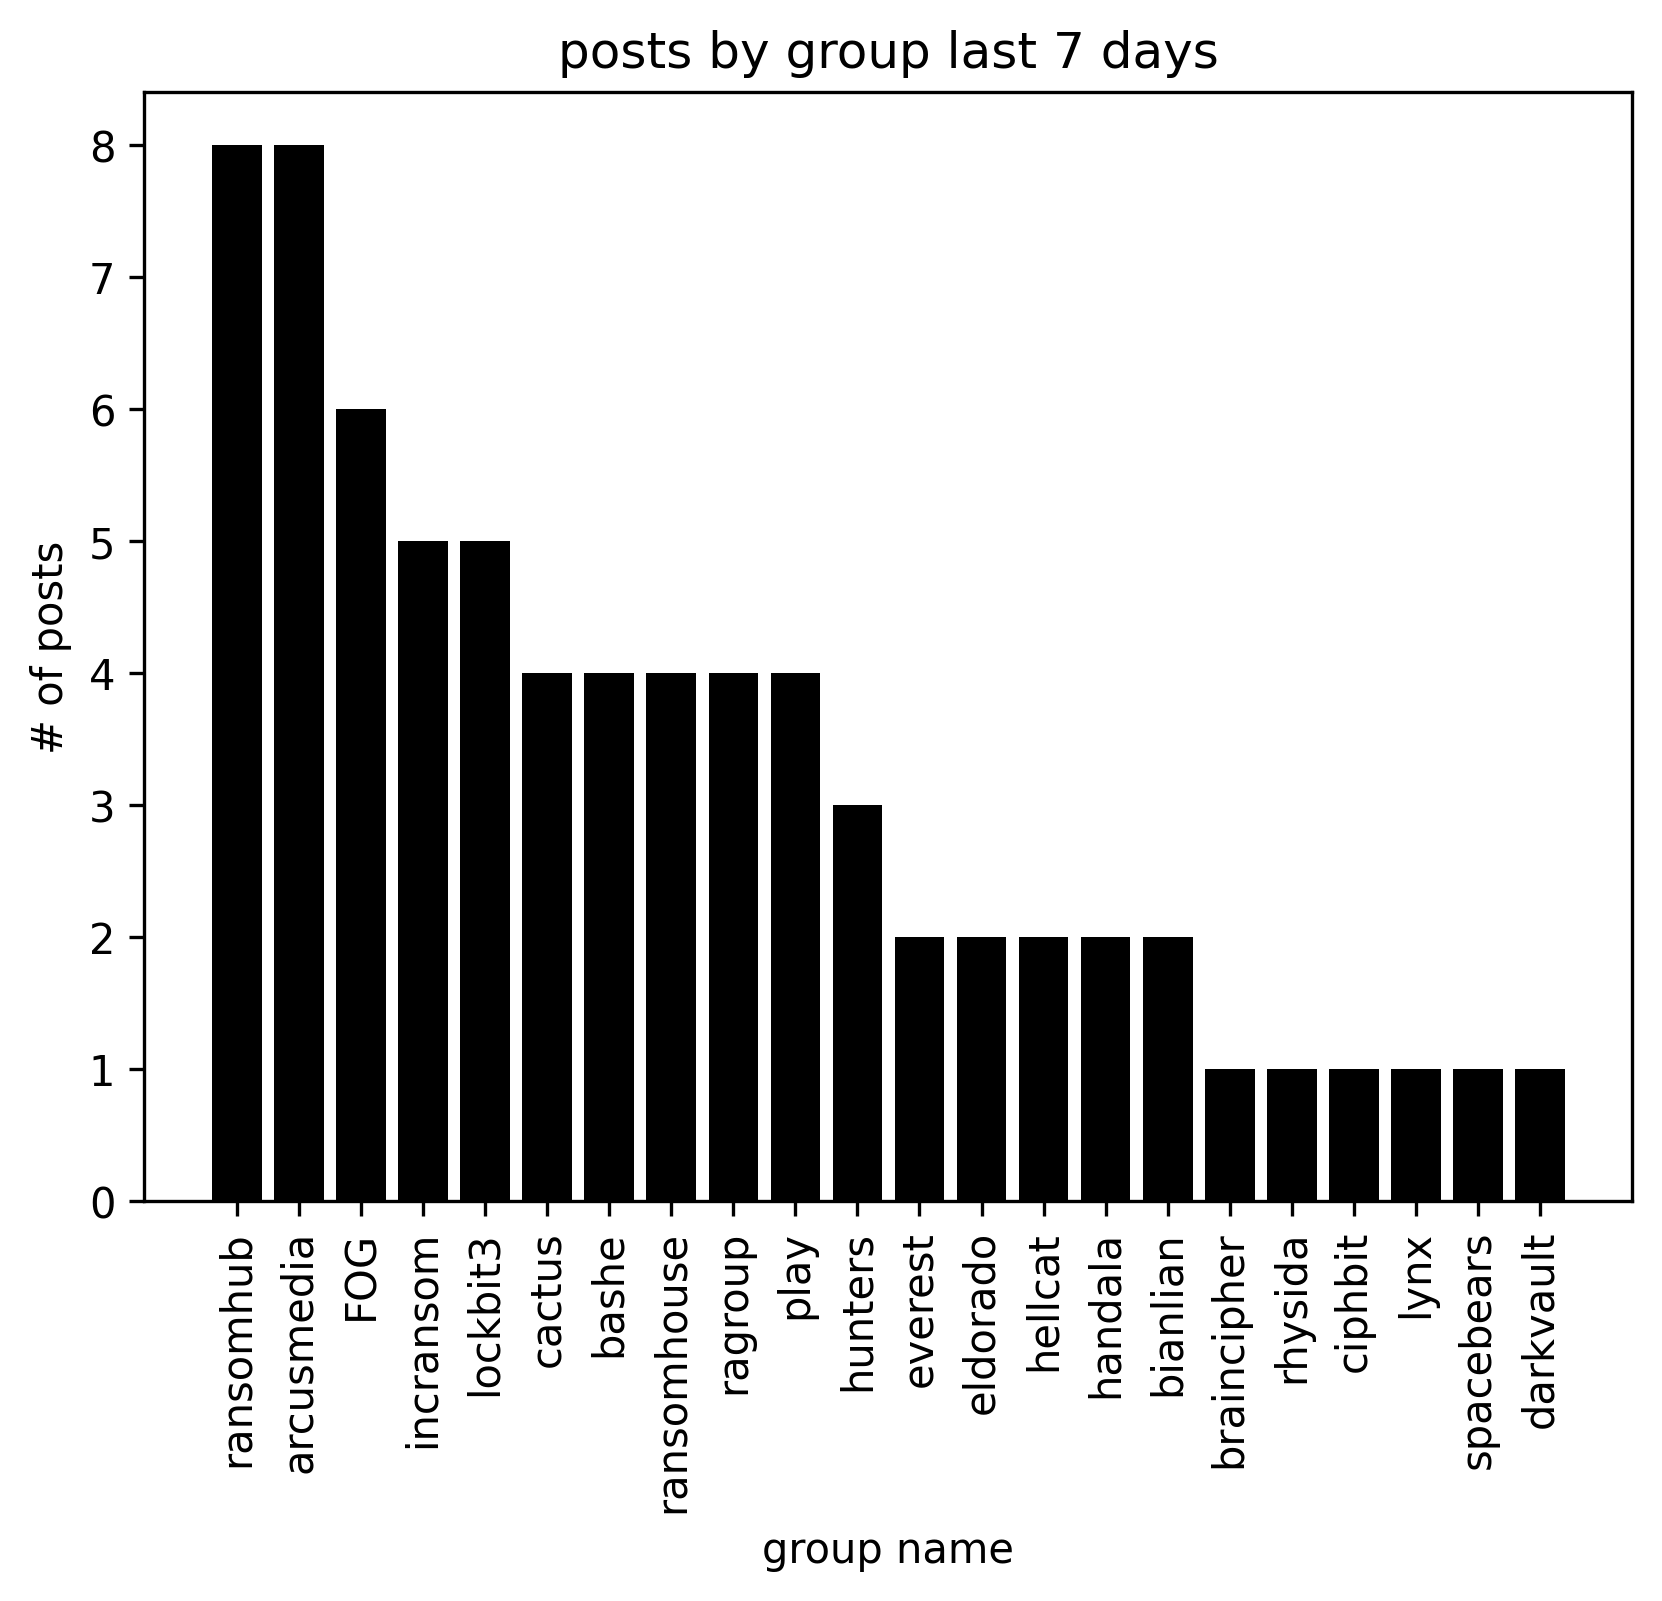 posts by group last 7 days
# of posts
8
7
6
5
4
3
2
1
0
ransomhub
arcusmedia
FOG
incransom
lockbit3
cactus
bashe
ransomhouse
ragroup
play
hunters
everest
eldorado
hellcat
handala
bianlian
braincipher
rhysida
ciphbit
lynx
spacebears
darkvault
group name